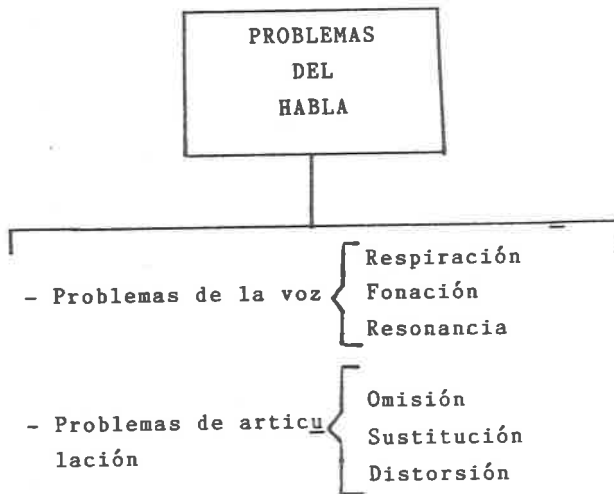 PROBLEMAS
DEL
HABLA
- Problemas de la voz
Respiración
Fonación
Resonancia
- Problemas de articu
lación
Omisión
Sustitución
Distorsión